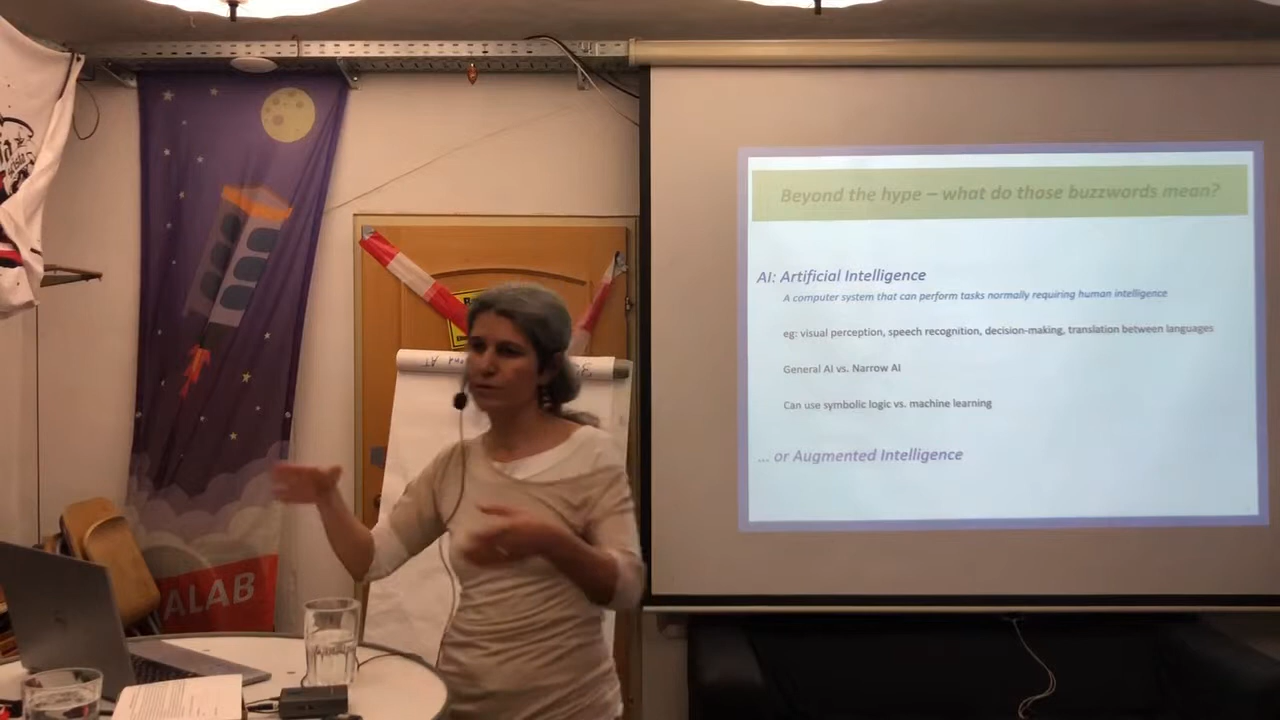 Beyond the hype – what do those buzzwords mean?
AI: Artificial Intelligence
A computer system that can perform tasks normally requiring human intelligence
eg: visual perception, speech recognition, decision-making, translation between languages
General AI vs. Narrow AI
Can use symbolic logic vs. machine learning
... or Augmented Intelligence
ALAB